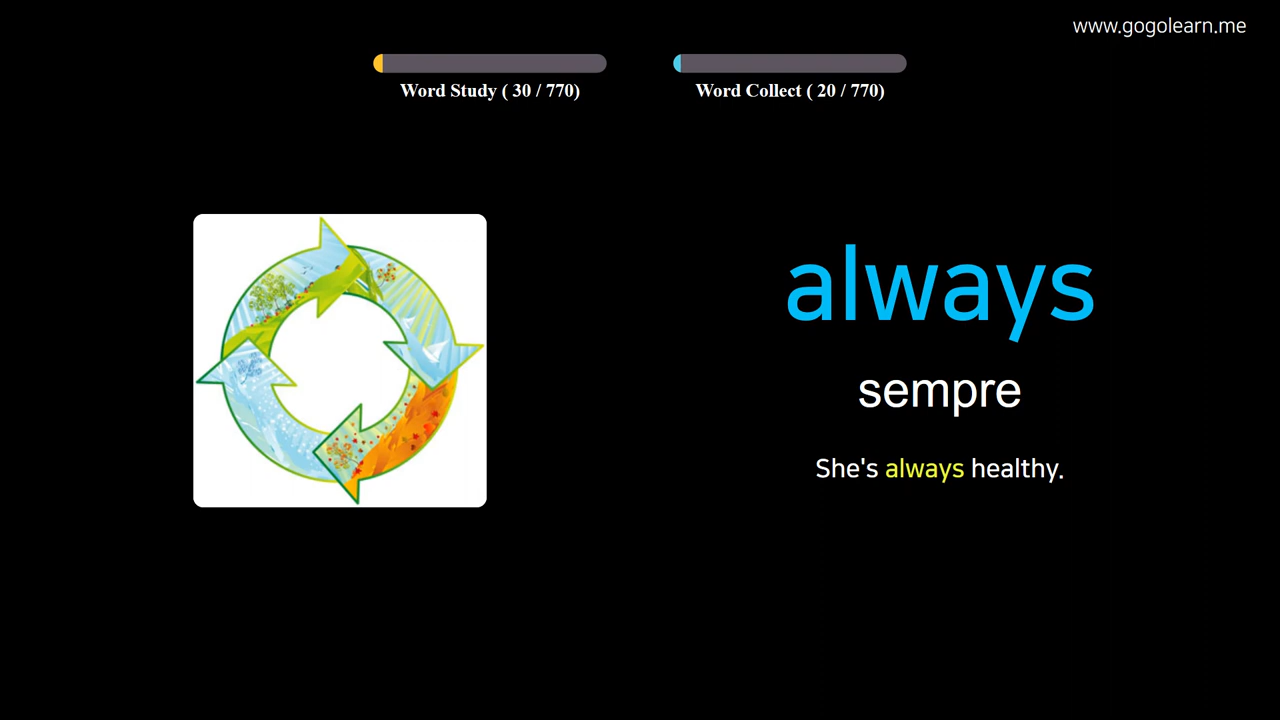 www.gogolearn.me
Word Study ( 30 / 770)
Word Collect ( 20 / 770)
always
sempre
She's always healthy.